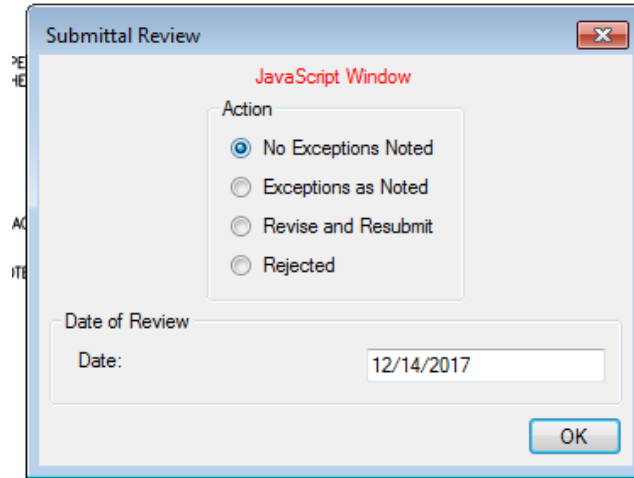 Submittal Review
JavaScript Window
Action
No Exceptions Noted
Exceptions as Noted
Revise and Resubmit
Rejected
Date of Review
Date: 12/14/2017
OK